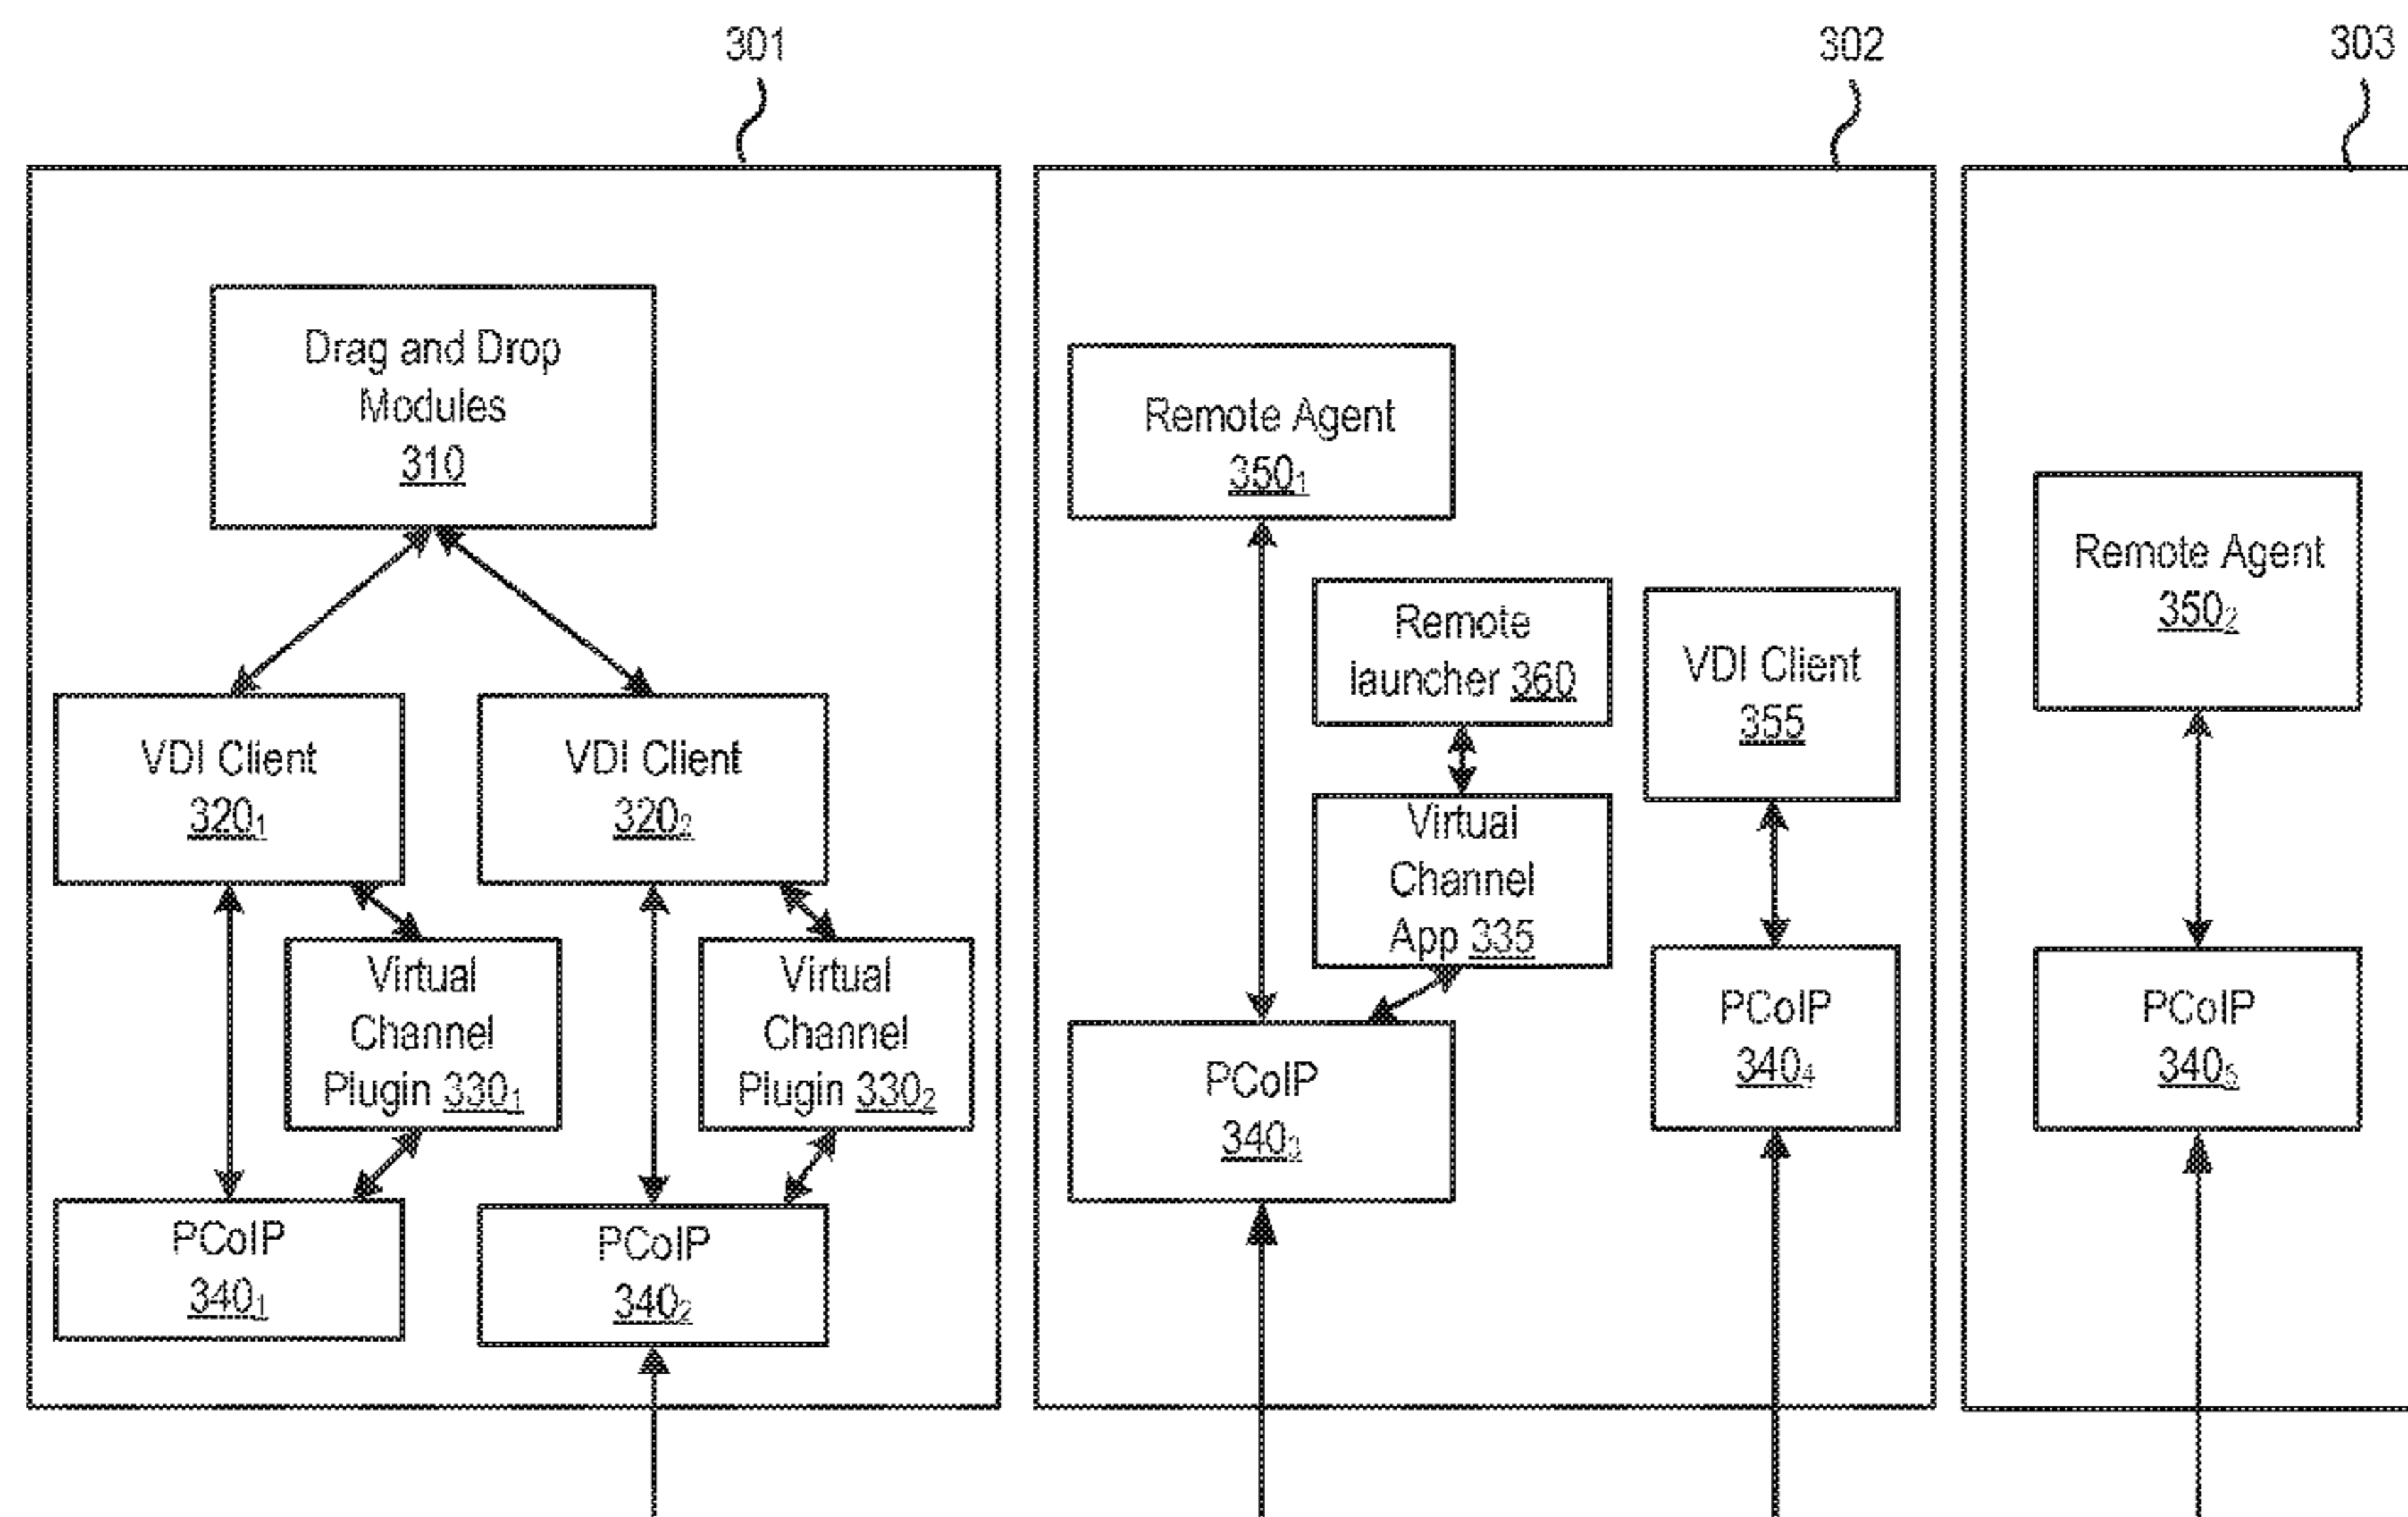 301
302
303
Drag and Drop
Modules
310
VDI Client
320₁
VDI Client
320₂
Virtual
Channel
Plugin 330₁
Virtual
Channel
Plugin 330₂
PCoIP
340₁
PCoIP
340₂
Remote Agent
350₁
Remote
launcher 360
VDI Client
355
Virtual
Channel
App 335
PCoIP
340₃
PCoIP
340₄
Remote Agent
350₂
PCoIP
340₅